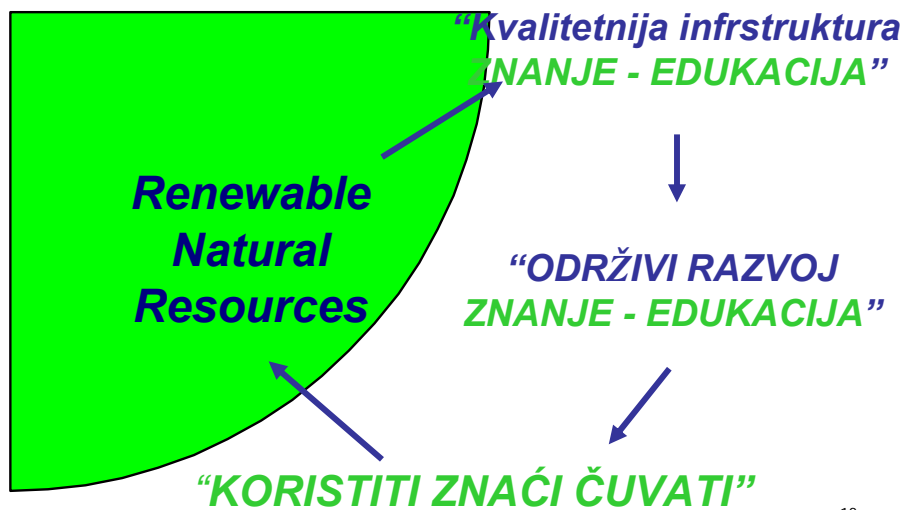 “Kvalitetnija infrstruktura
ZNANJE - EDUKACIJA”
Renewable
Natural
Resources
“ODRŽIVI RAZVOJ
ZNANJE - EDUKACIJA”
“KORISTITI ZNAĆI ČUVATI”